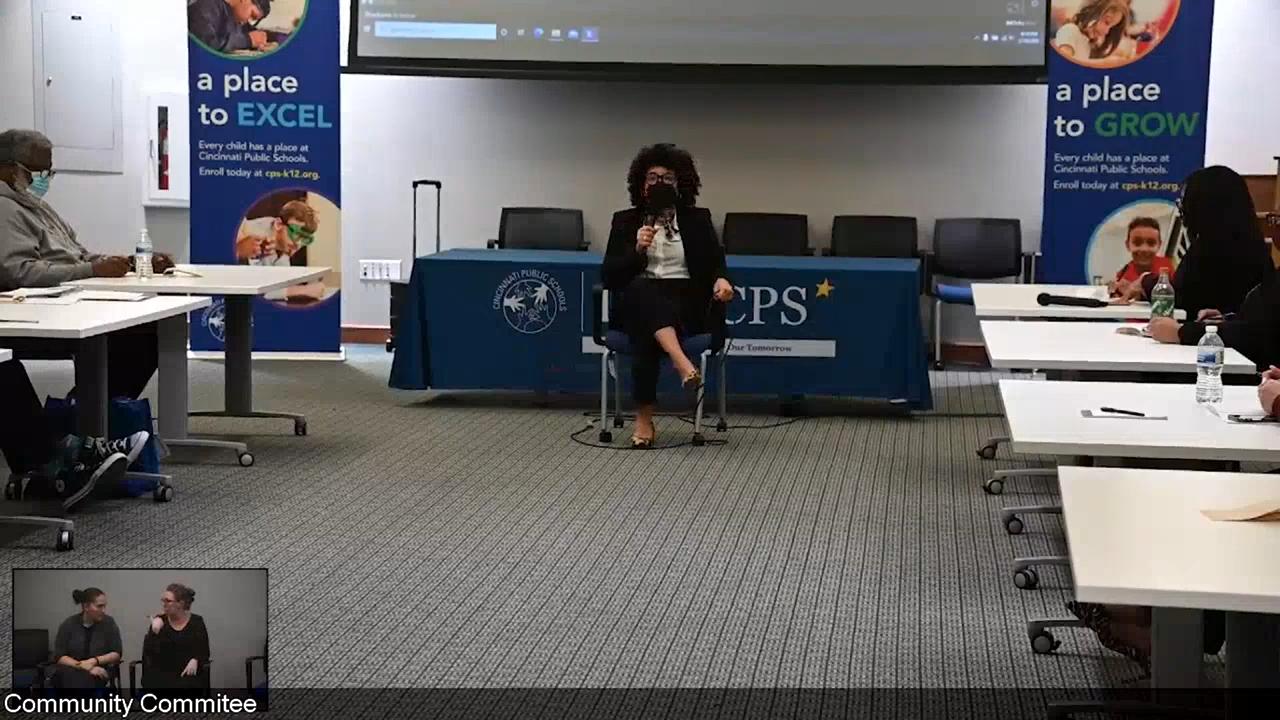 a place
to EXCEL
Every child has a place at
Cincinnati Public Schools.
Enroll today at cps-k12.org.
a place
to GROW
Every child has a place at
Cincinnati Public Schools.
Enroll today at cps-k12.org.
CINCINNATI PUBLIC SCHOOLS
CPS
Our Tomorrow
Community Commitee